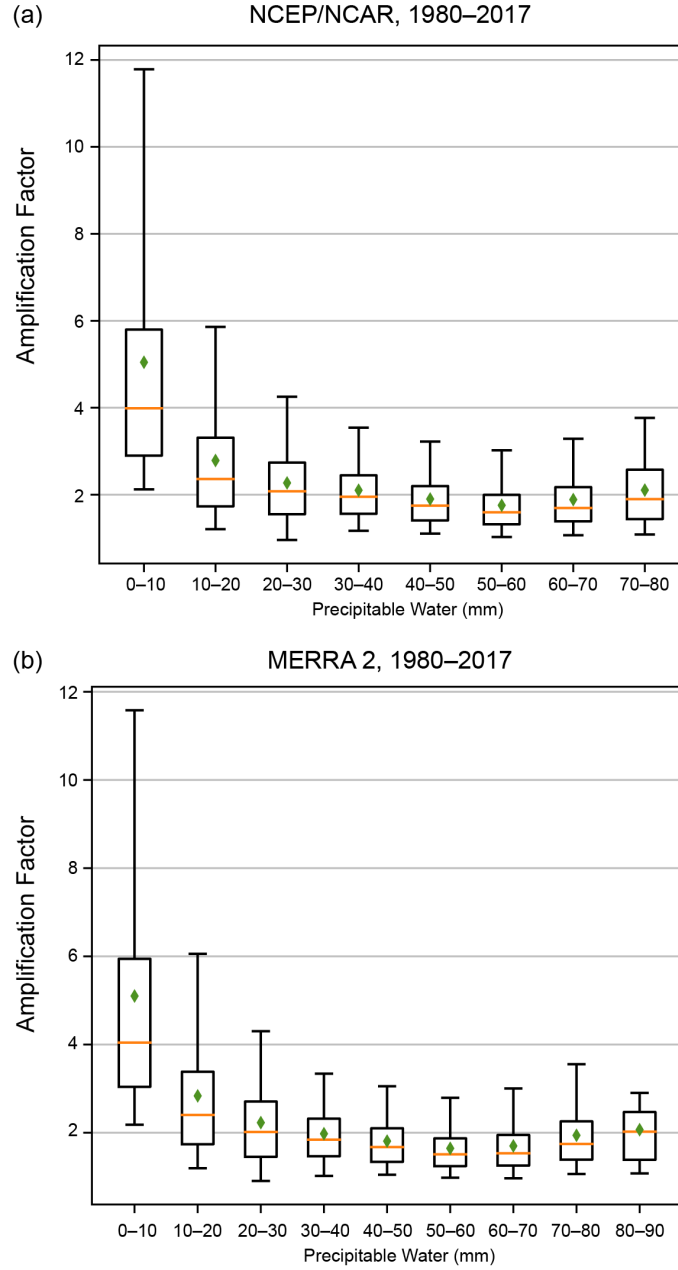 (a) NCEP/NCAR, 1980–2017
Amplification Factor
12
10
8
6
4
2
0–10 10–20 20–30 30–40 40–50 50–60 60–70 70–80
Precipitable Water (mm)
(b) MERRA 2, 1980–2017
Amplification Factor
12
10
8
6
4
2
0–10 10–20 20–30 30–40 40–50 50–60 60–70 70–80 80–90
Precipitable Water (mm)